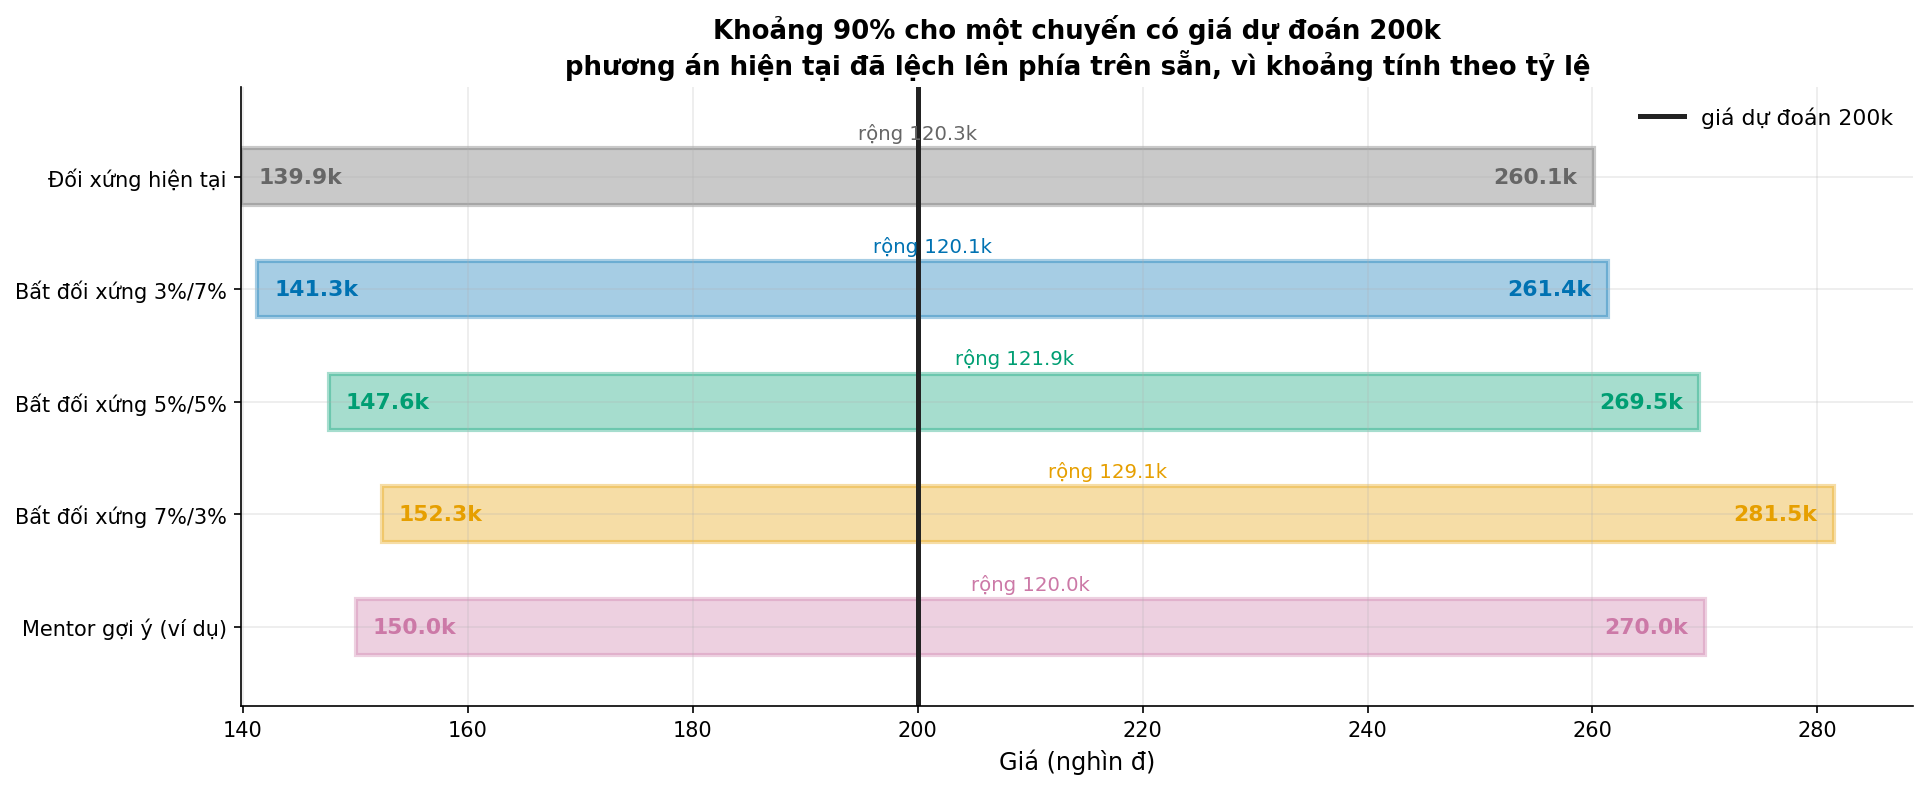 Khoảng 90% cho một chuyến có giá dự đoán 200k
phương án hiện tại đã lệch lên phía trên sẵn, vì khoảng tính theo tỷ lệ
giá dự đoán 200k
rộng 120.3k
Đối xứng hiện tại
139.9k
260.1k
rộng 120.1k
Bất đối xứng 3%/7%
141.3k
261.4k
rộng 121.9k
Bất đối xứng 5%/5%
147.6k
269.5k
rộng 129.1k
Bất đối xứng 7%/3%
152.3k
281.5k
rộng 120.0k
Mentor gợi ý (ví dụ)
150.0k
270.0k
140
160
180
200
220
240
260
280
Giá (nghìn đ)